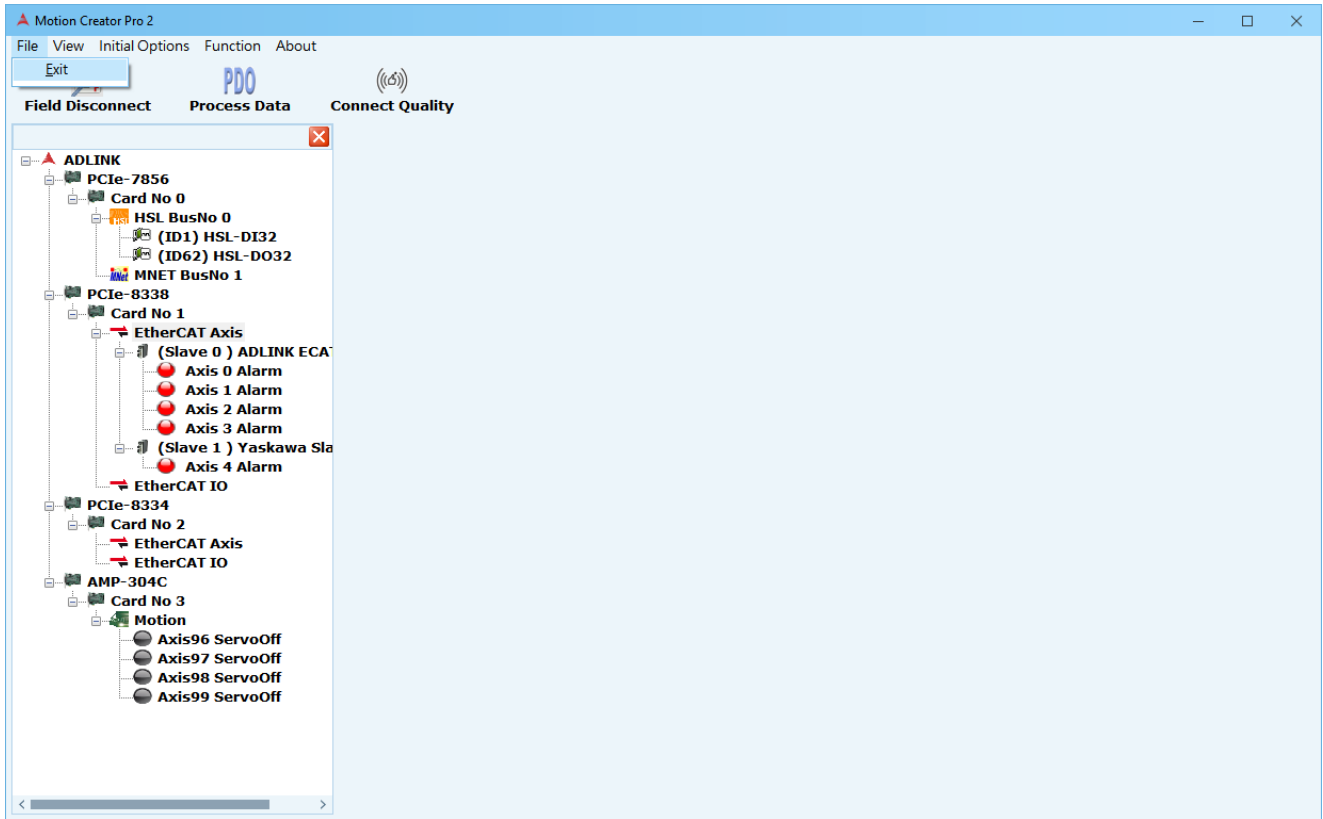 Motion Creator Pro 2
File View Initial Options Function About
Exit
PDO
Field Disconnect Process Data Connect Quality
ADLINK
PCIe-7856
Card No 0
HSL BusNo 0
(ID1) HSL-DI32
(ID62) HSL-DO32
MNET BusNo 1
PCIe-8338
Card No 1
EtherCAT Axis
(Slave 0 ) ADLINK ECAT
Axis 0 Alarm
Axis 1 Alarm
Axis 2 Alarm
Axis 3 Alarm
(Slave 1 ) Yaskawa Sla
Axis 4 Alarm
EtherCAT IO
PCIe-8334
Card No 2
EtherCAT Axis
EtherCAT IO
AMP-304C
Card No 3
Motion
Axis96 ServoOff
Axis97 ServoOff
Axis98 ServoOff
Axis99 ServoOff